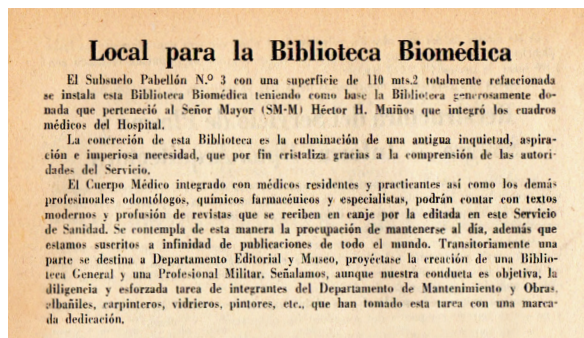 Local para la Biblioteca Biomédica
El Subsuelo Pabellón N.º 3 con una superficie de 110 mts.2 totalmente refaccionada
se instala esta Biblioteca Biomédica teniendo como base la Biblioteca generosamente do-
nada que perteneció al Señor Mayor (SM-M) Héctor H. Muiños que integró los cuadros
médicos del Hospital.
La concreción de esta Biblioteca es la culminación de una antigua inquietud, aspira-
ción e imperiosa necesidad, que por fin cristaliza gracias a la comprensión de las autori-
dades del Servicio.
El Cuerpo Médico integrado con médicos residentes y practicantes así como los demás
profesinoales odontólogos, químicos farmacénuicos y especialistas, podrán contar con textos
modernos y profusión de revistas que se reciben en canje por la editada en este Servicio
de Sanidad. Se contempla de esta manera la procupación de mantenerse al día, además que
estamos suscritos a infinidad de publicaciones de todo el mundo. Transitoriamente una
parte se destina a Departamento Editorial y Museo, proyéctase la creación de una Biblio-
teca General y una Profesional Militar. Señalamos, aunque nuestra conducta es objetiva, la
diligencia y esforzada tarea de integrantes del Departamento de Mantenimiento y Obras,
albañiles, carpinteros, vidrieros, pintores, etc., que han tomado esta tarea con una marca-
da dedicación.